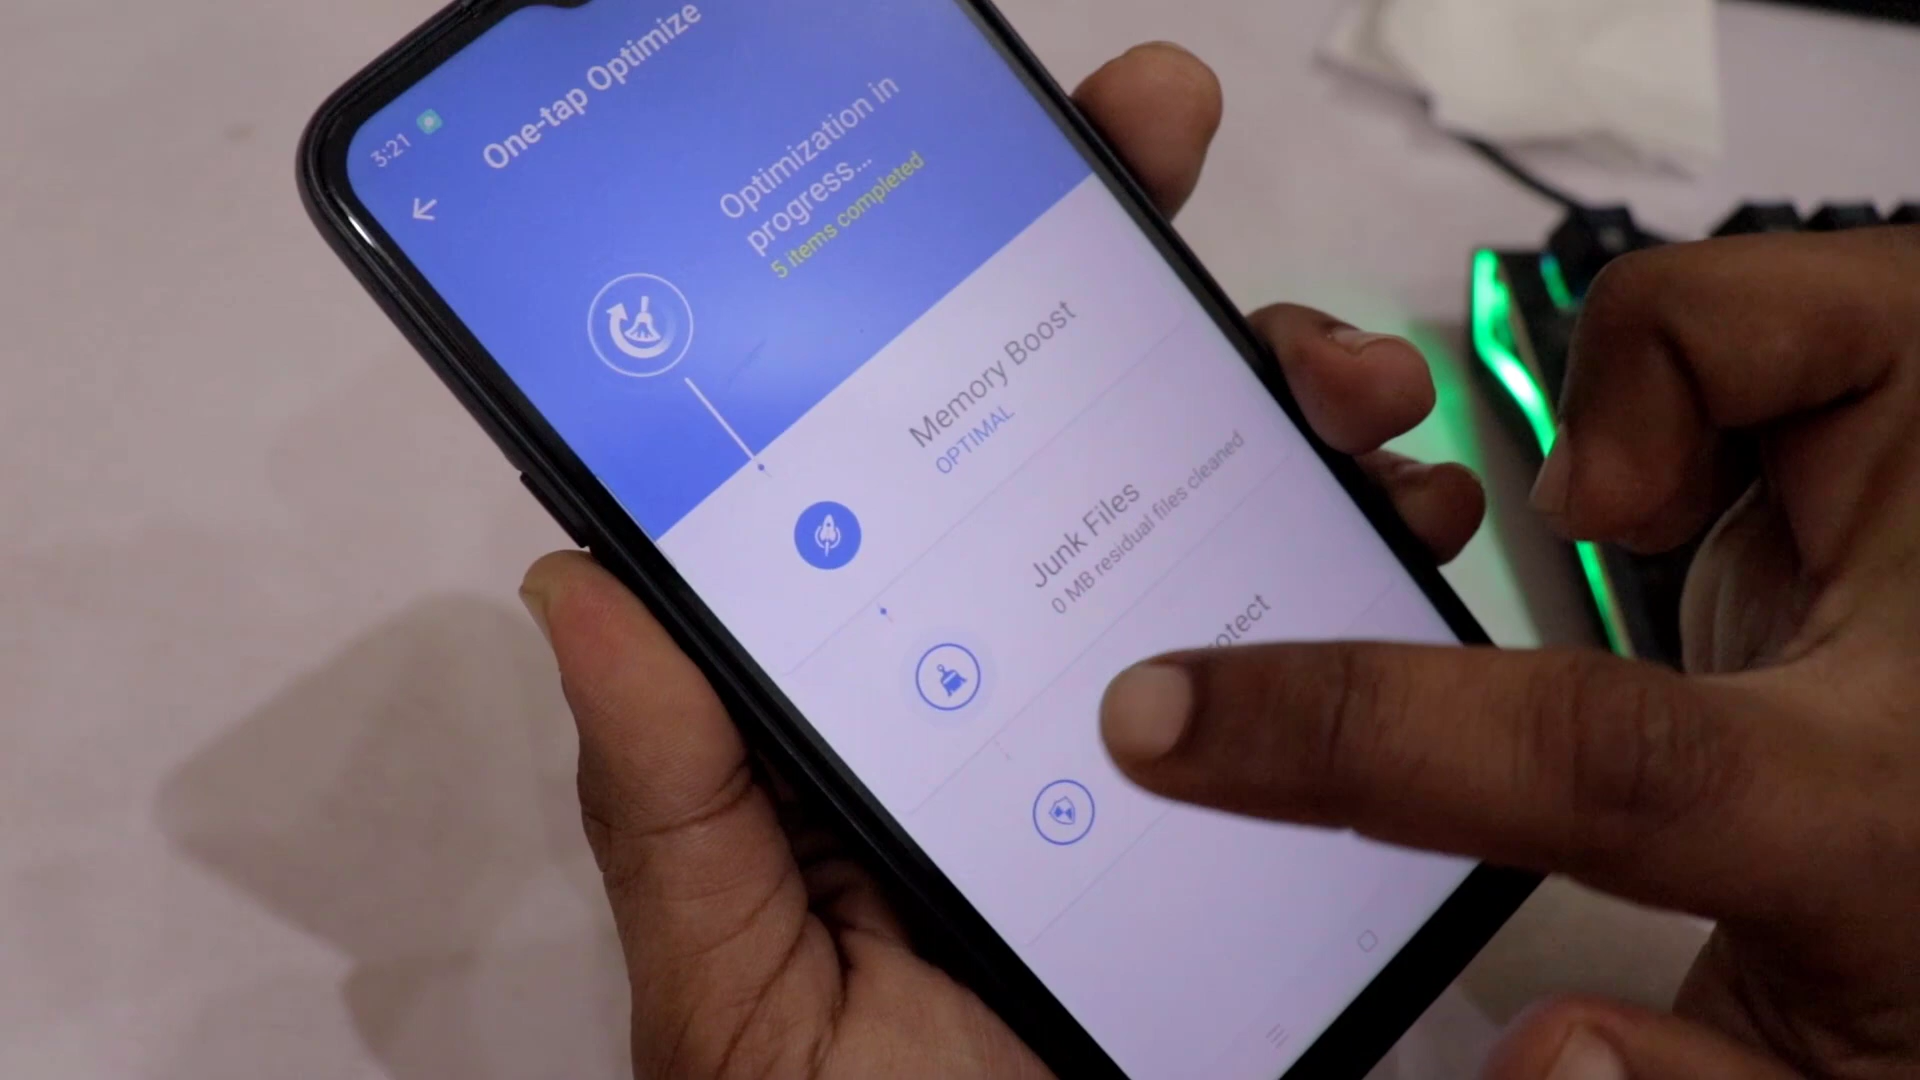 3:21
One-tap Optimize
Optimization in
progress...
5 items completed
Memory Boost
OPTIMAL
Junk Files
0 MB residual files cleaned